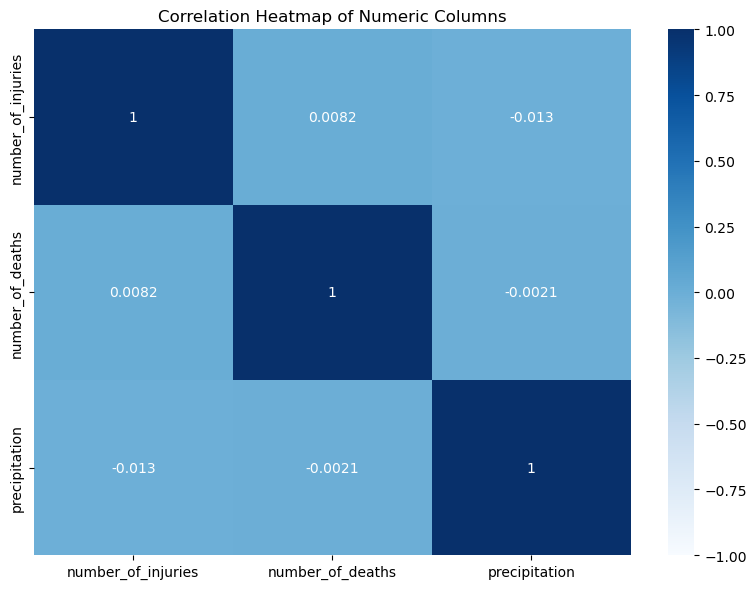 Correlation Heatmap of Numeric Columns
number_of_injuries
1
0.0082
-0.013
number_of_deaths
0.0082
1
-0.0021
precipitation
-0.013
-0.0021
1
number_of_injuries
number_of_deaths
precipitation
1.00
0.75
0.50
0.25
0.00
−0.25
−0.50
−0.75
−1.00